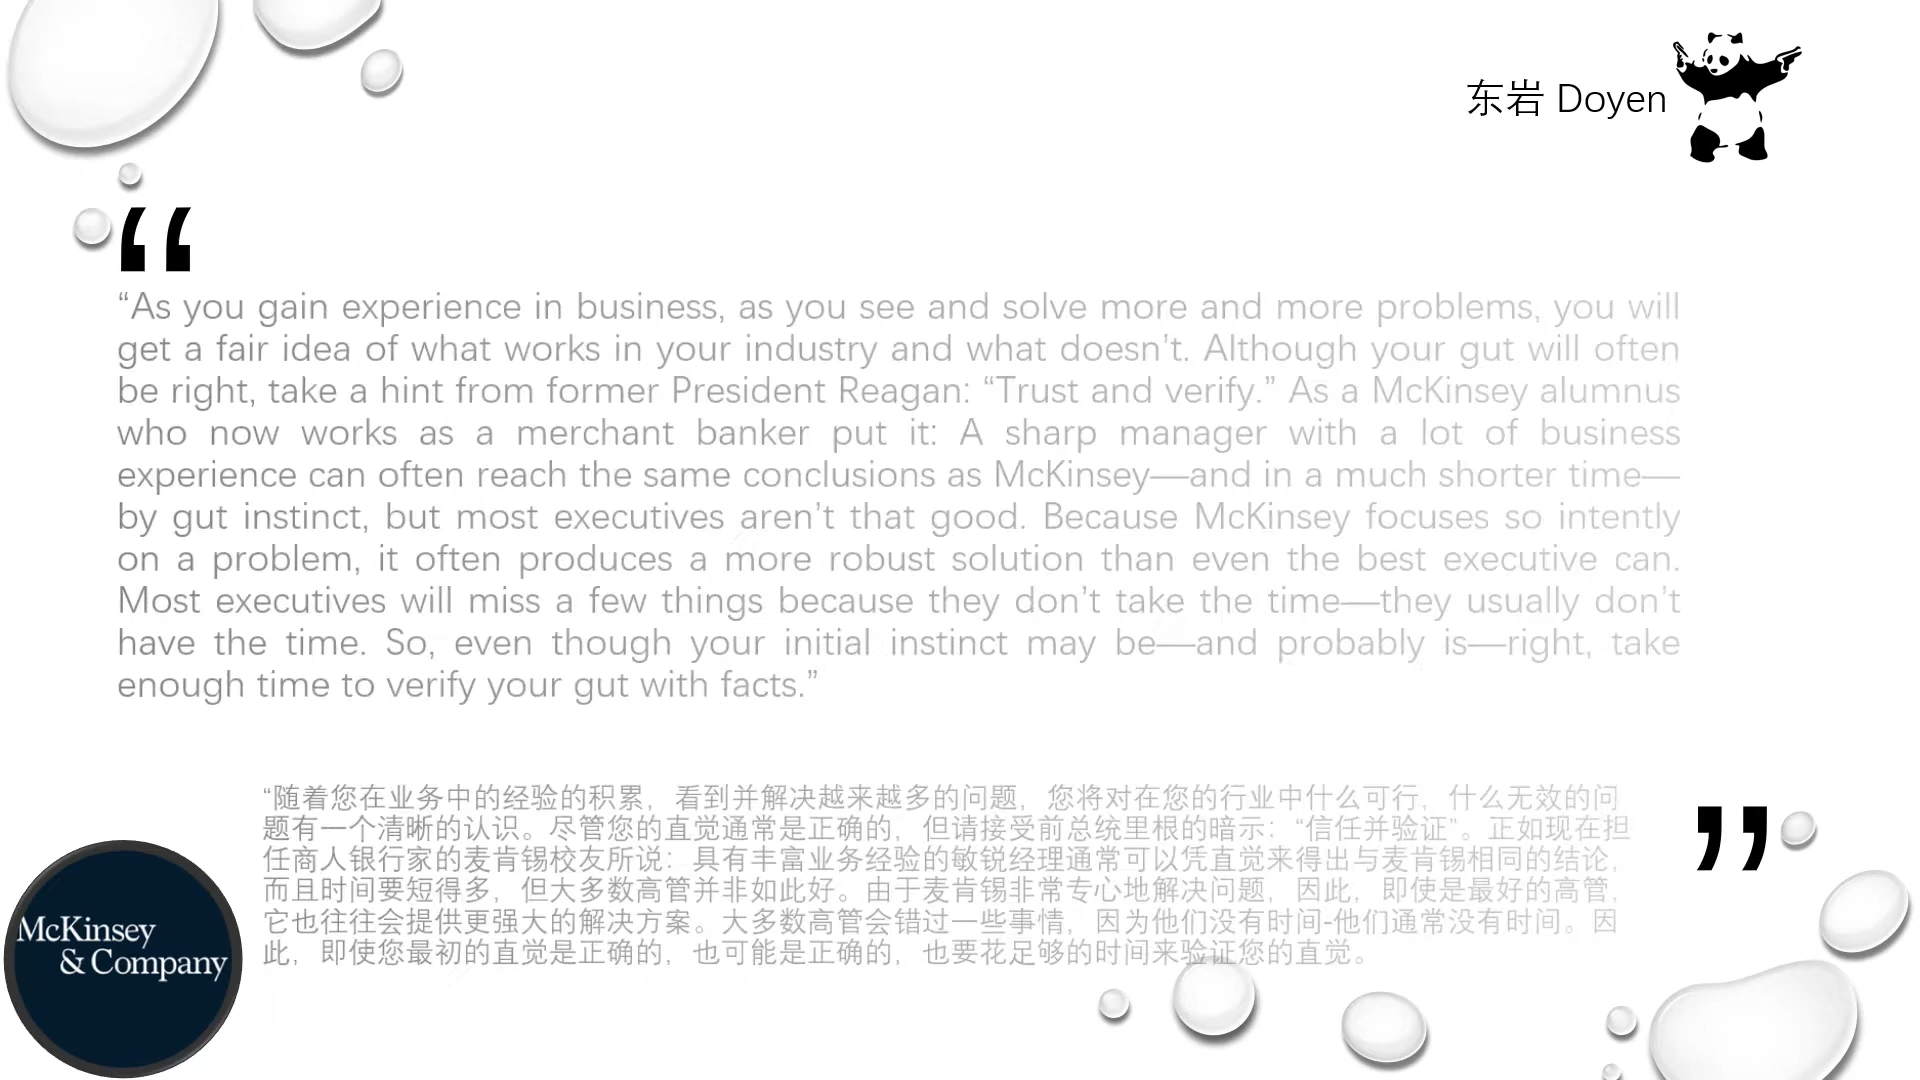 东岩 Doyen
“
“As you gain experience in business, as you see and solve more and more problems, you will
get a fair idea of what works in your industry and what doesn’t. Although your gut will often
be right, take a hint from former President Reagan: “Trust and verify.” As a McKinsey alumnus
who now works as a merchant banker put it: A sharp manager with a lot of business
experience can often reach the same conclusions as McKinsey—and in a much shorter time—
by gut instinct, but most executives aren’t that good. Because McKinsey focuses so intently
on a problem, it often produces a more robust solution than even the best executive can.
Most executives will miss a few things because they don’t take the time—they usually don’t
have the time. So, even though your initial instinct may be—and probably is—right, take
enough time to verify your gut with facts.”
“随着您在业务中的经验的积累，看到并解决越来越多的问题，您将对在您的行业中什么可行，什么无效的问
题有一个清晰的认识。尽管您的直觉通常是正确的，但请接受前总统里根的暗示：“信任并验证”。正如现在担
任商人银行家的麦肯锡校友所说：具有丰富业务经验的敏锐经理通常可以凭直觉来得出与麦肯锡相同的结论，
而且时间要短得多，但大多数高管并非如此好。由于麦肯锡非常专心地解决问题，因此，即使是最好的高管，
它也往往会提供更强大的解决方案。大多数高管会错过一些事情，因为他们没有时间-他们通常没有时间。因
此，即使您最初的直觉是正确的，也可能是正确的，也要花足够的时间来验证您的直觉。
”
McKinsey
& Company